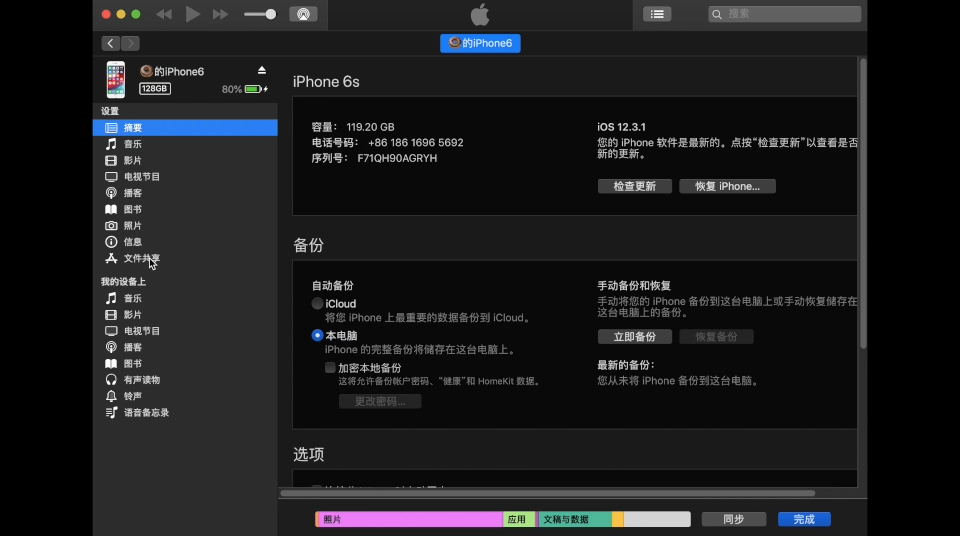 搜索
的iPhone6
的iPhone6
128GB
80%
设置
摘要
音乐
影片
电视节目
播客
图书
照片
信息
文件共享
我的设备上
音乐
影片
电视节目
播客
图书
有声读物
铃声
语音备忘录
iPhone 6s
容量： 119.20 GB
电话号码： +86 186 1696 5692
序列号： F71QH90AGRYH
iOS 12.3.1
您的 iPhone 软件是最新的。点按“检查更新”以查看是否
新的更新。
检查更新
恢复 iPhone...
备份
自动备份
iCloud
将您 iPhone 上最重要的数据备份到 iCloud。
本电脑
iPhone 的完整备份将储存在这台电脑上。
加密本地备份
这将允许备份帐户密码、“健康”和 HomeKit 数据。
更改密码...
手动备份和恢复
手动将您的 iPhone 备份到这台电脑上或手动恢复储存在
这台电脑上的备份。
立即备份
恢复备份
最新的备份：
您从未将 iPhone 备份到这台电脑。
选项
照片
应用
文稿与数据
同步
完成